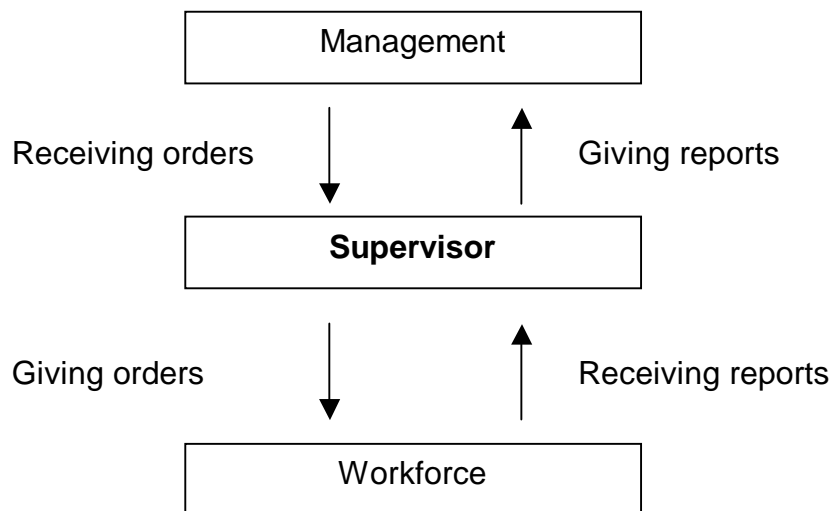 Management
Receiving orders
Giving reports
Supervisor
Giving orders
Receiving reports
Workforce